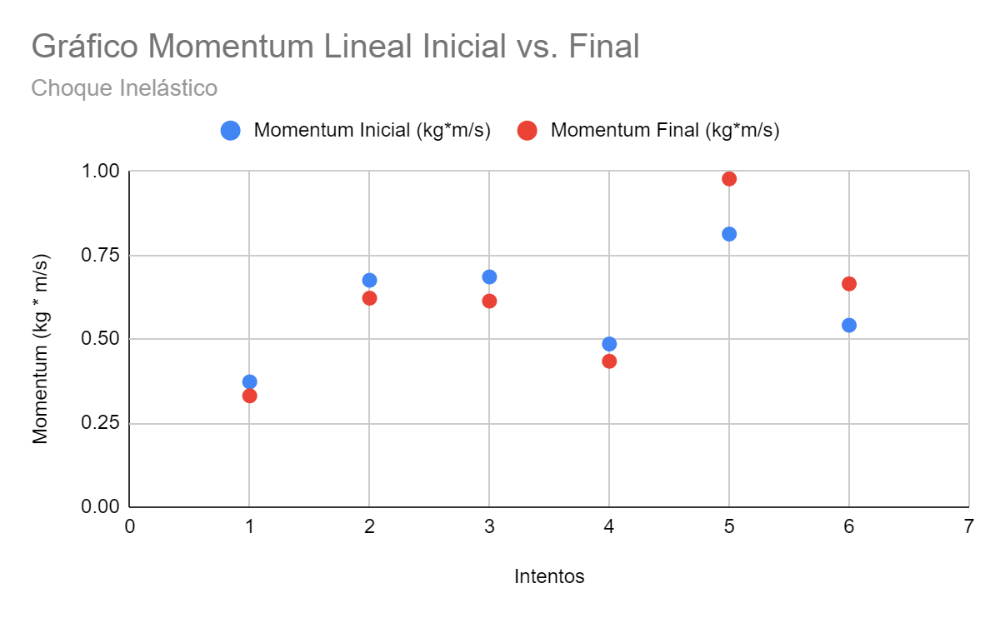 Gráfico Momentum Lineal Inicial vs. Final
Choque Inelástico
Momentum Inicial (kg*m/s) Momentum Final (kg*m/s)
Momentum (kg * m/s)
1.00
0.75
0.50
0.25
0.00
0 1 2 3 4 5 6 7
Intentos